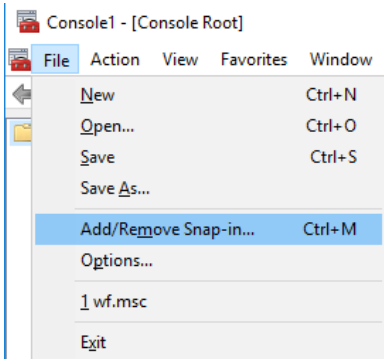 Console1 - [Console Root]
File Action View Favorites Window
New Ctrl+N
Open... Ctrl+O
Save Ctrl+S
Save As...
Add/Remove Snap-in... Ctrl+M
Options...
1 wf.msc
Exit